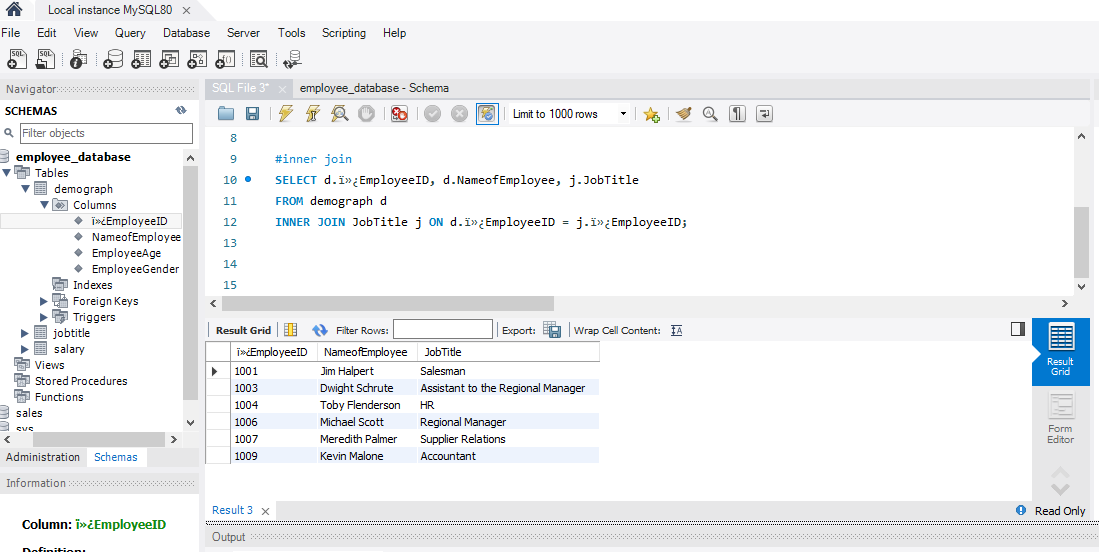 Local instance MySQL80
File Edit View Query Database Server Tools Scripting Help
Navigator
SCHEMAS
Filter objects
employee_database
Tables
demograph
Columns
ï»¿EmployeeID
NameofEmployee
EmployeeAge
EmployeeGender
Indexes
Foreign Keys
Triggers
jobtitle
salary
Views
Stored Procedures
Functions
sales
sys
Administration Schemas
Information
Column: ï»¿EmployeeID
Definition:
SQL File 3* employee_database - Schema
Limit to 1000 rows
8
9 #inner join
10 SELECT d.ï»¿EmployeeID, d.NameofEmployee, j.JobTitle
11 FROM demograph d
12 INNER JOIN JobTitle j ON d.ï»¿EmployeeID = j.ï»¿EmployeeID;
13
14
15
Result Grid Filter Rows: Export: Wrap Cell Content:
ï»¿EmployeeID NameofEmployee JobTitle
1001 Jim Halpert Salesman
1003 Dwight Schrute Assistant to the Regional Manager
1004 Toby Flenderson HR
1006 Michael Scott Regional Manager
1007 Meredith Palmer Supplier Relations
1009 Kevin Malone Accountant
Result
Grid
Form
Editor
Result 3 Read Only
Output